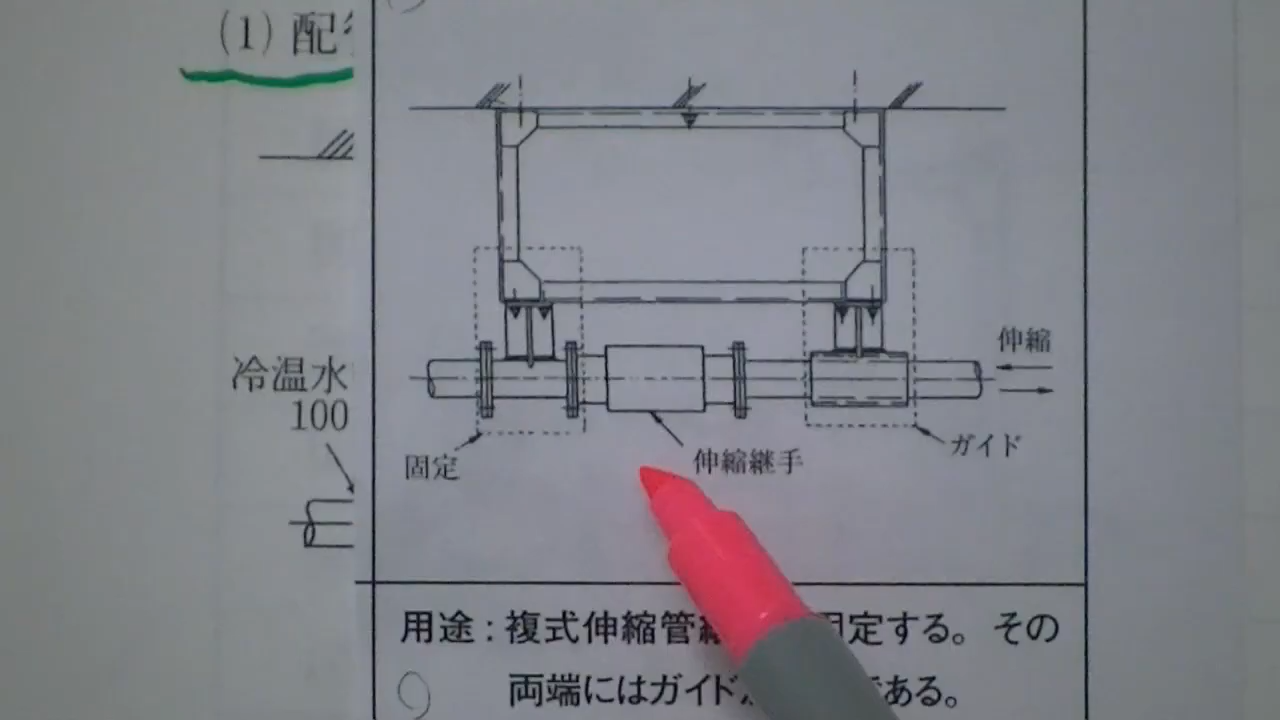 (1) 配
冷温水
100
伸縮
固定
伸縮継手
ガイド
用途：複式伸縮管 固定する。その
両端にはガイド である。